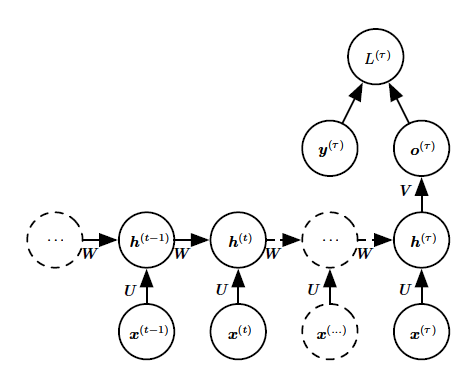 L^(τ)
y^(τ) o^(τ)
V
··· h^(t−1) h^(t) ··· h^(τ)
W W W W
U U U U
x^(t−1) x^(t) x^(...) x^(τ)